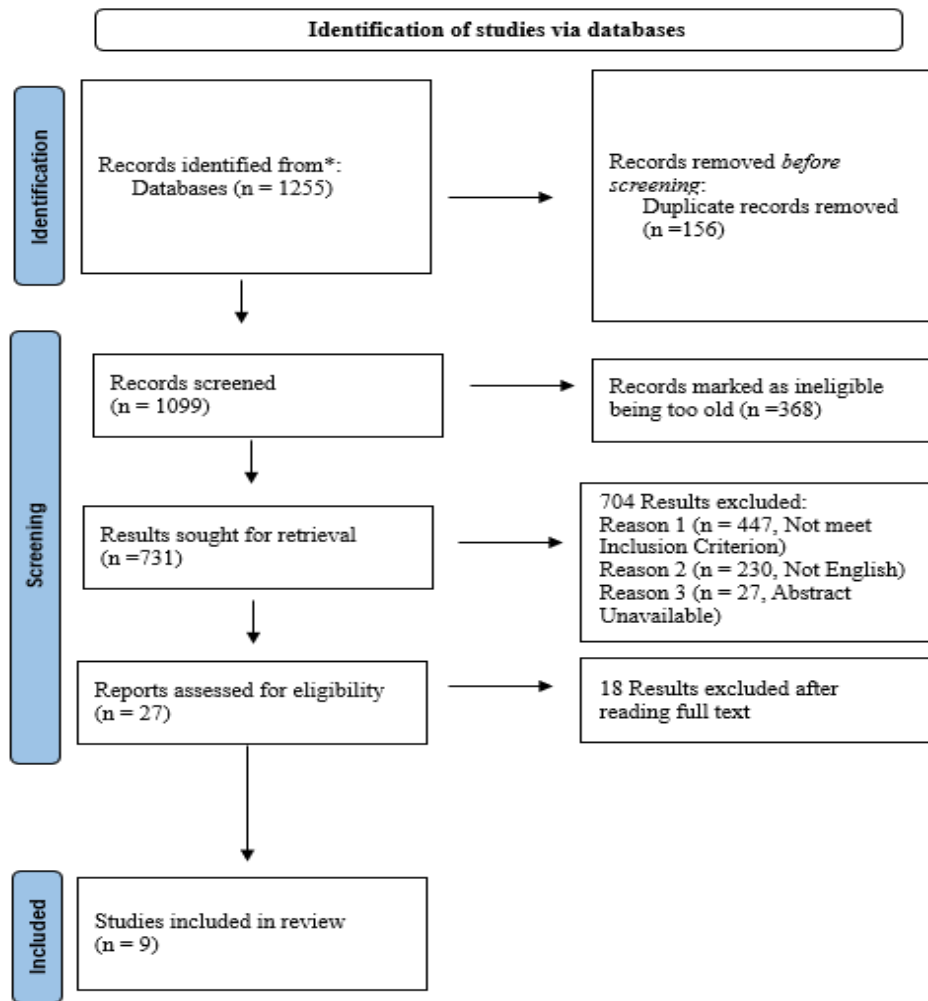 Identification of studies via databases
Identification
Records identified from*:
Databases (n = 1255)
Records removed before
screening:
Duplicate records removed
(n =156)
Screening
Records screened
(n = 1099)
Records marked as ineligible
being too old (n =368)
Results sought for retrieval
(n =731)
704 Results excluded:
Reason 1 (n = 447, Not meet
Inclusion Criterion)
Reason 2 (n = 230, Not English)
Reason 3 (n = 27, Abstract
Unavailable)
Reports assessed for eligibility
(n = 27)
18 Results excluded after
reading full text
Included
Studies included in review
(n = 9)